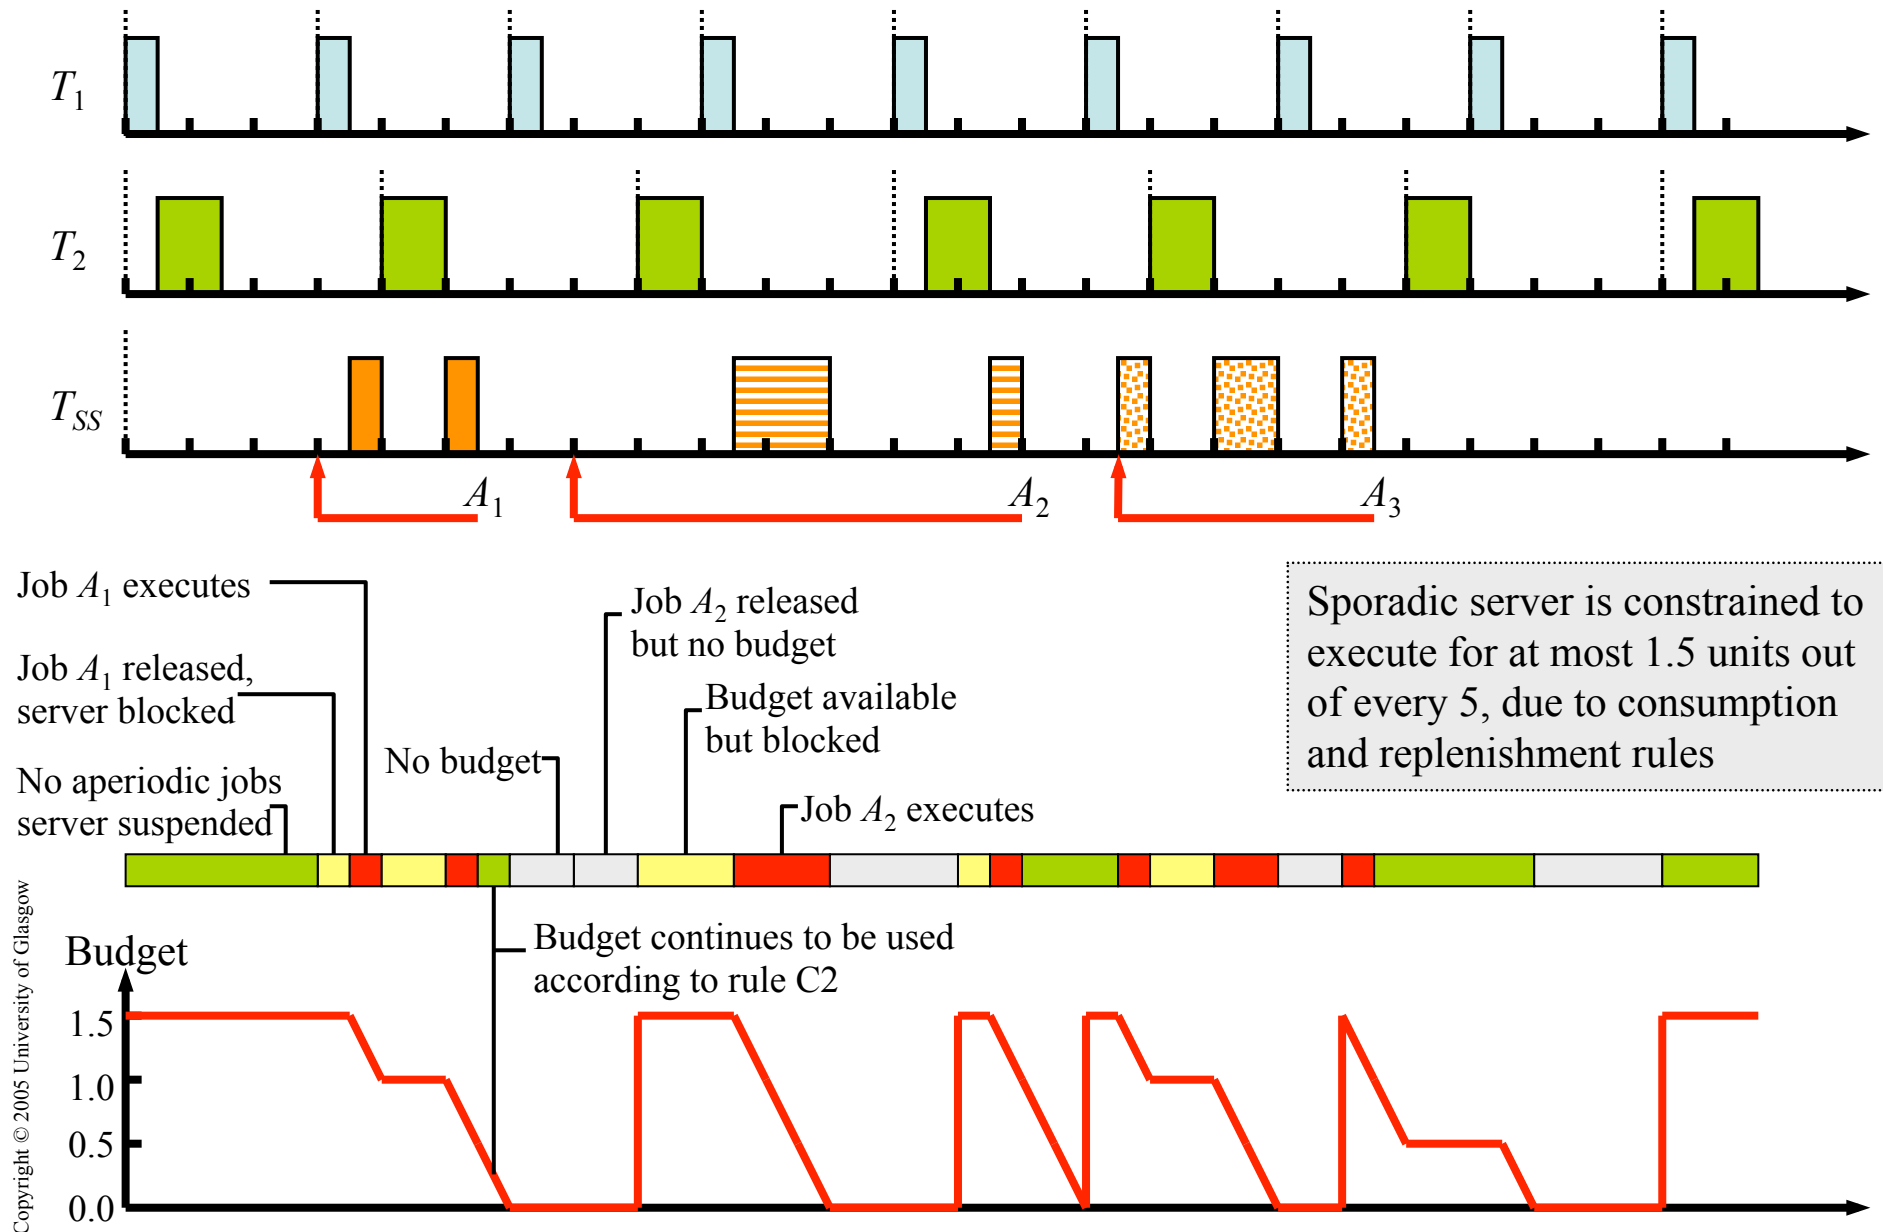 T1
T2
TSS
A1
A2
A3
Job A1 executes
Job A1 released,
server blocked
No aperiodic jobs
server suspended
No budget
Job A2 released
but no budget
Budget available
but blocked
Job A2 executes
Sporadic server is constrained to
execute for at most 1.5 units out
of every 5, due to consumption
and replenishment rules
Budget continues to be used
according to rule C2
Budget
1.5
1.0
0.5
0.0
Copyright © 2005 University of Glasgow